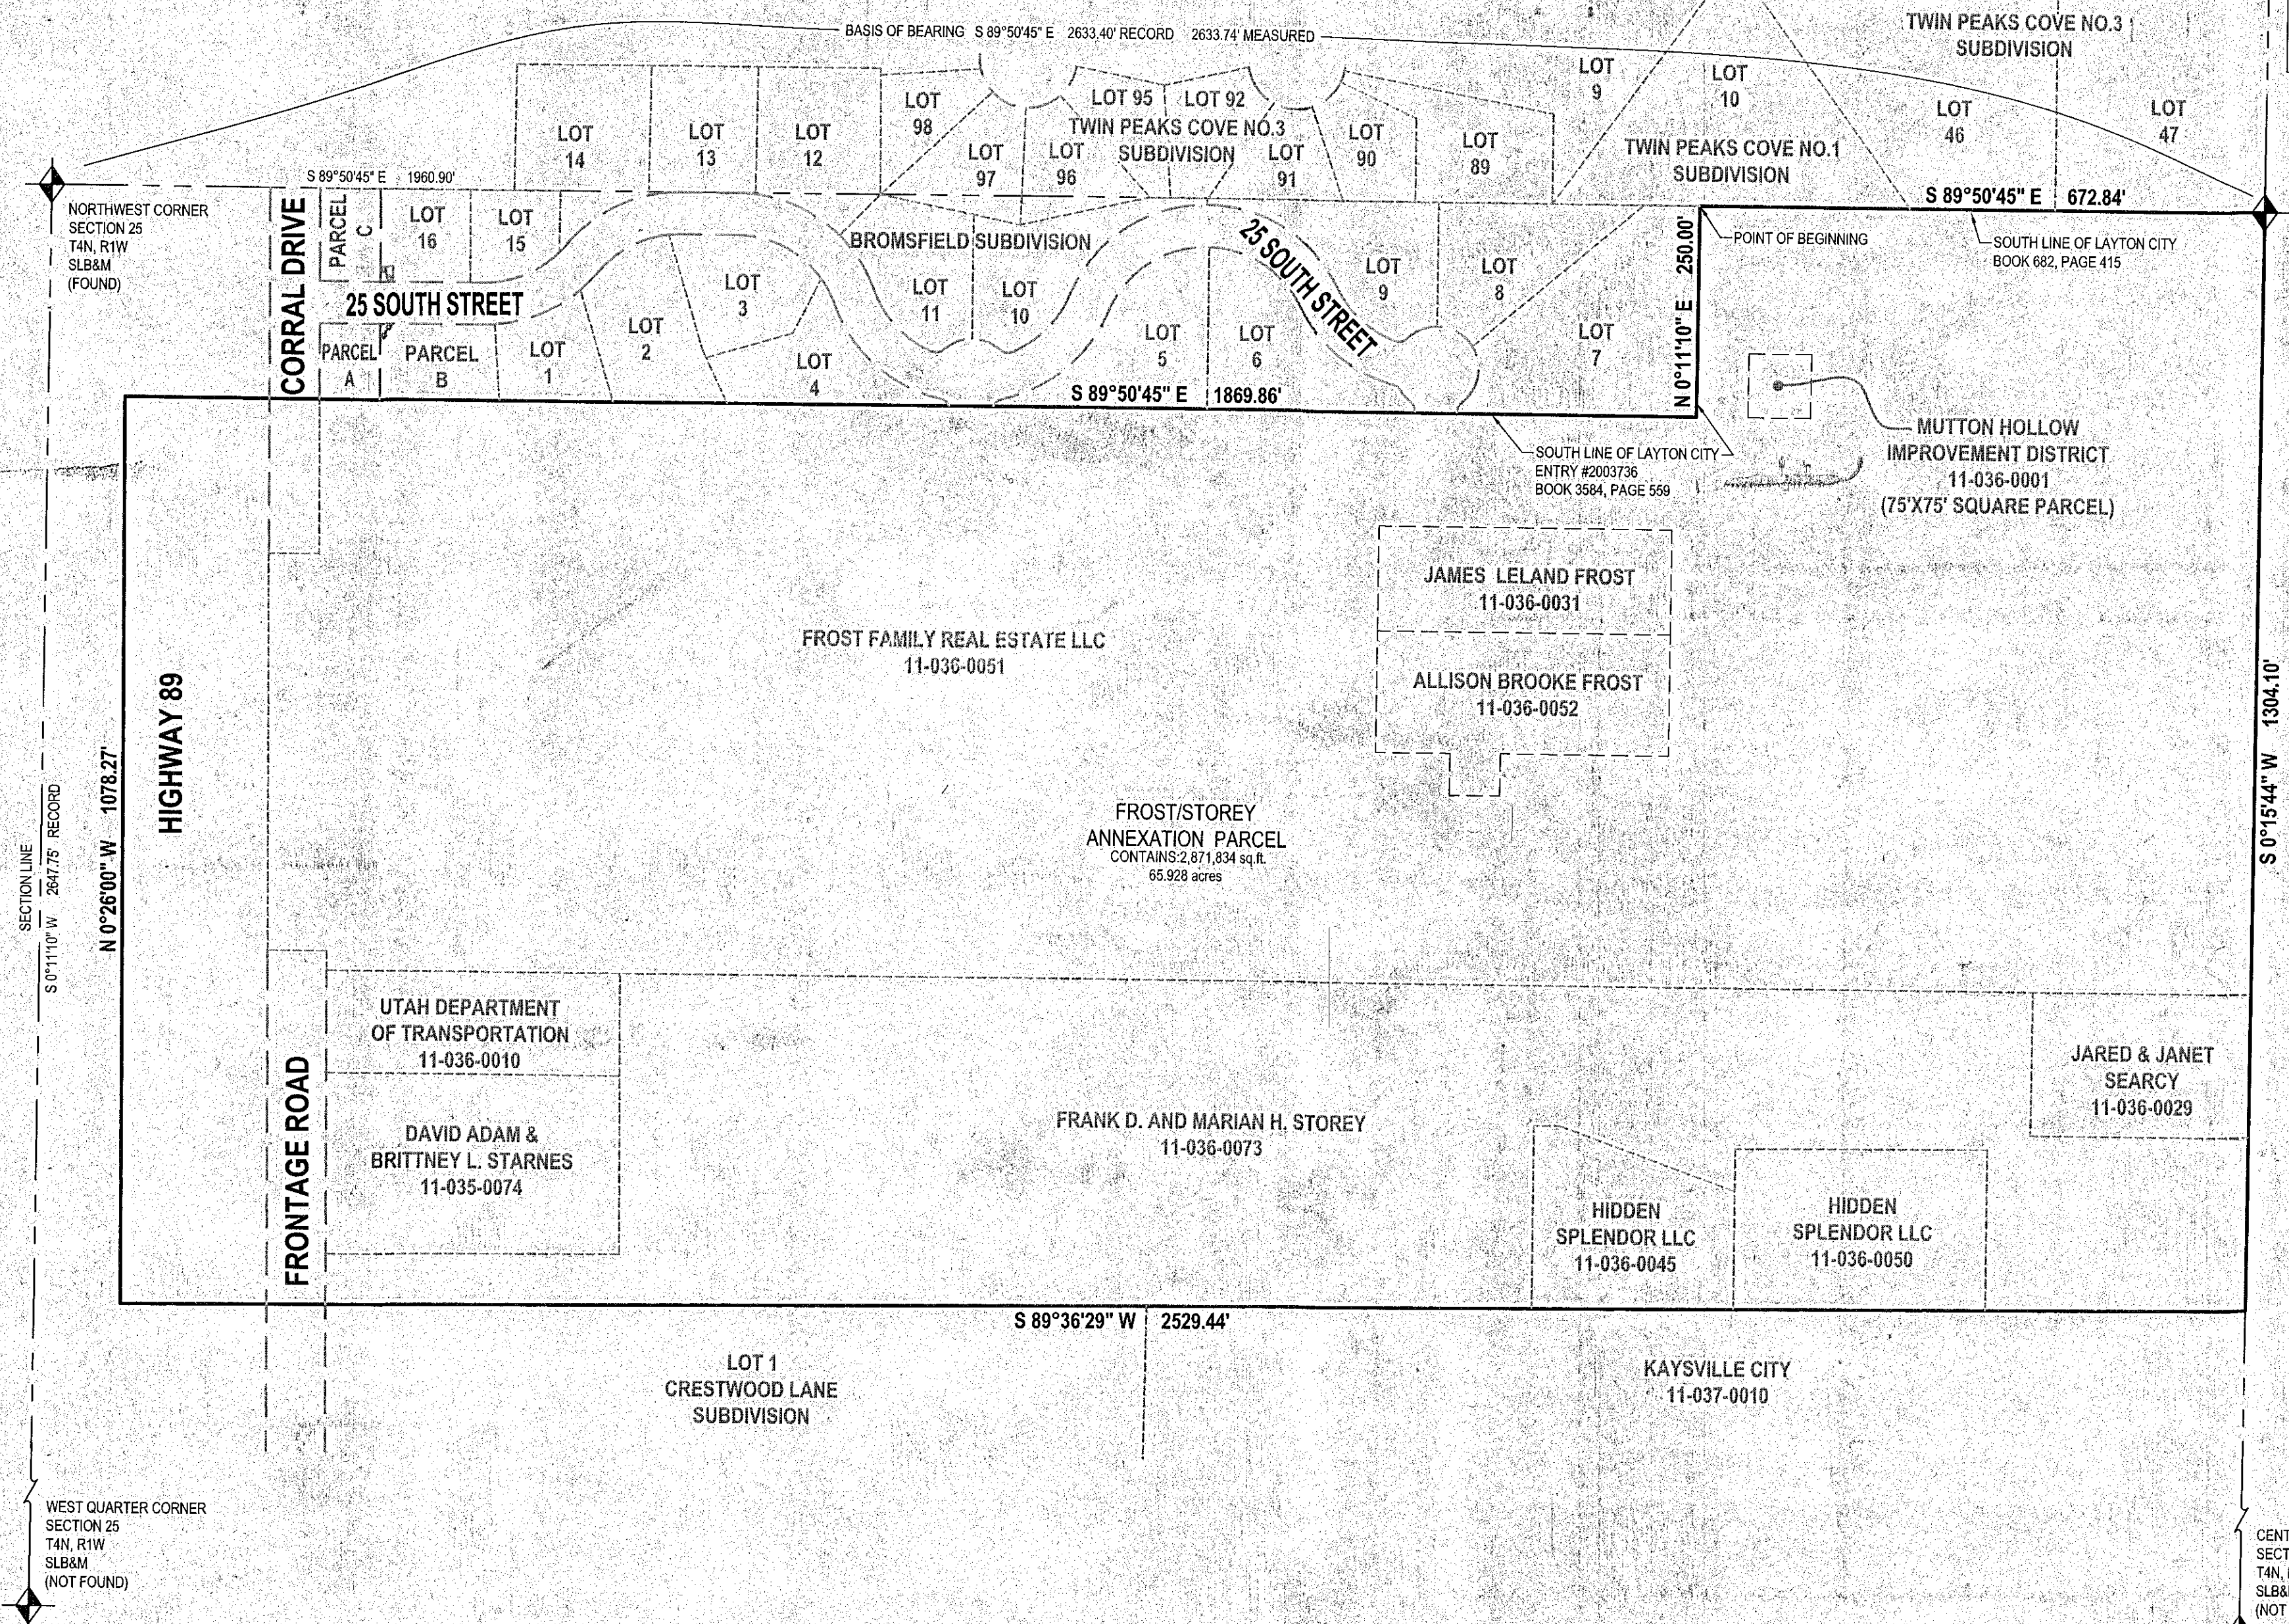 BASIS OF BEARING S 89°50'45" E 2633.40' RECORD 2633.74' MEASURED
TWIN PEAKS COVE NO.3
SUBDIVISION
LOT
9
LOT
10
LOT
46
LOT
47
LOT
14
LOT
13
LOT
12
LOT
98
LOT
97
LOT 95
LOT 92
TWIN PEAKS COVE NO.3
SUBDIVISION
LOT
96
LOT
91
LOT
90
LOT
89
TWIN PEAKS COVE NO.1
SUBDIVISION
S 89°50'45" E 1960.90'
S 89°50'45" E 672.84'
NORTHWEST CORNER
SECTION 25
T4N, R1W
SLB&M
(FOUND)
CORRAL DRIVE
PARCEL
C
LOT
16
LOT
15
BROMSFIELD SUBDIVISION
25 SOUTH STREET
25 SOUTH STREET
PARCEL
A
PARCEL
B
LOT
1
LOT
2
LOT
3
LOT
4
LOT
11
LOT
10
LOT
5
LOT
6
LOT
9
LOT
8
LOT
7
N 0°11'10" E 250.00'
POINT OF BEGINNING
SOUTH LINE OF LAYTON CITY
BOOK 682, PAGE 415
S 89°50'45" E 1869.86'
SOUTH LINE OF LAYTON CITY
ENTRY #2003736
BOOK 3584, PAGE 559
MUTTON HOLLOW
IMPROVEMENT DISTRICT
11-036-0001
(75'X75' SQUARE PARCEL)
JAMES LELAND FROST
11-036-0031
ALLISON BROOKE FROST
11-036-0052
FROST FAMILY REAL ESTATE LLC
11-036-0051
HIGHWAY 89
N 0°26'00" W 1078.27'
SECTION LINE
S 0°11'10" W 2647.75' RECORD
S 0°15'44" W 1304.10'
FROST/STOREY
ANNEXATION PARCEL
CONTAINS:2,871,834 sq.ft.
65.928 acres
UTAH DEPARTMENT
OF TRANSPORTATION
11-036-0010
DAVID ADAM &
BRITTNEY L. STARNES
11-035-0074
FRONTAGE ROAD
FRANK D. AND MARIAN H. STOREY
11-036-0073
JARED & JANET
SEARCY
11-036-0029
HIDDEN
SPLENDOR LLC
11-036-0045
HIDDEN
SPLENDOR LLC
11-036-0050
S 89°36'29" W 2529.44'
LOT 1
CRESTWOOD LANE
SUBDIVISION
KAYSVILLE CITY
11-037-0010
WEST QUARTER CORNER
SECTION 25
T4N, R1W
SLB&M
(NOT FOUND)
CENT
SECT
T4N,
SLB&
(NOT